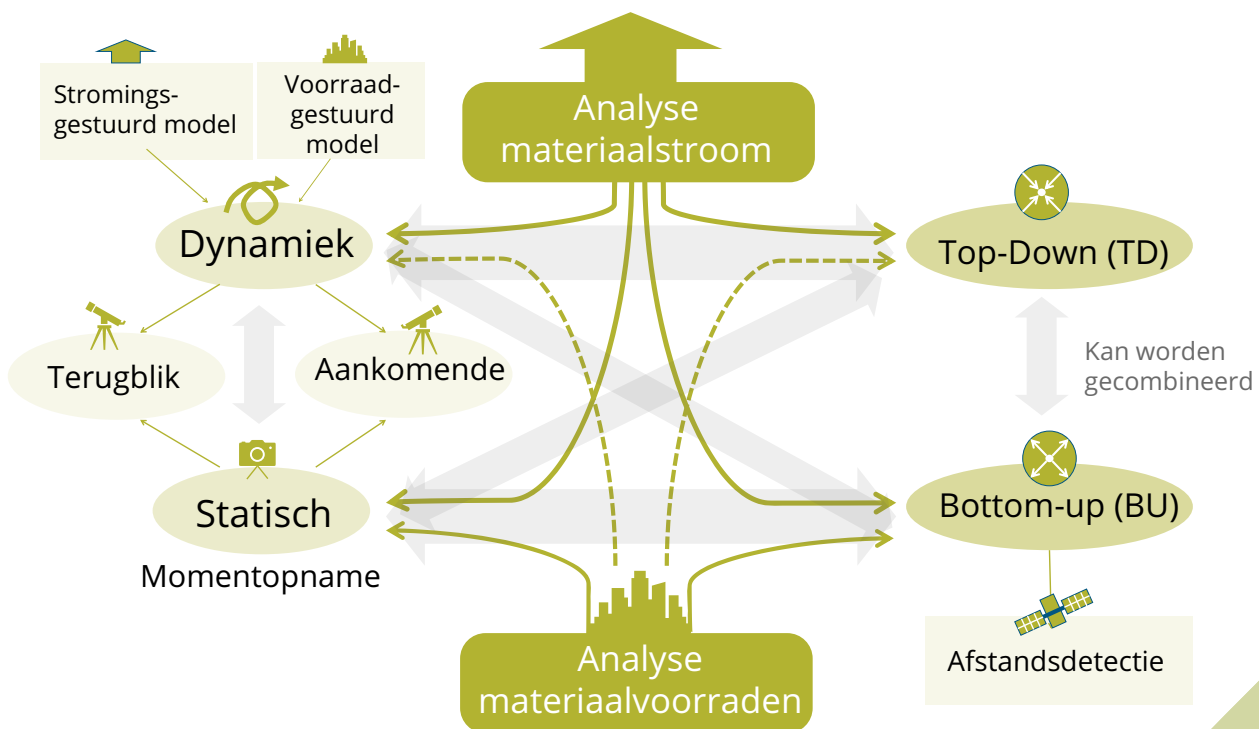 Stromings-
gestuurd model
Voorraad-
gestuurd
model
Analyse
materiaalstroom
Dynamiek
Top-Down (TD)
Terugblik
Aankomende
Kan worden
gecombineerd
Statisch
Momentopname
Bottom-up (BU)
Analyse
materiaalvoorraden
Afstandsdetectie